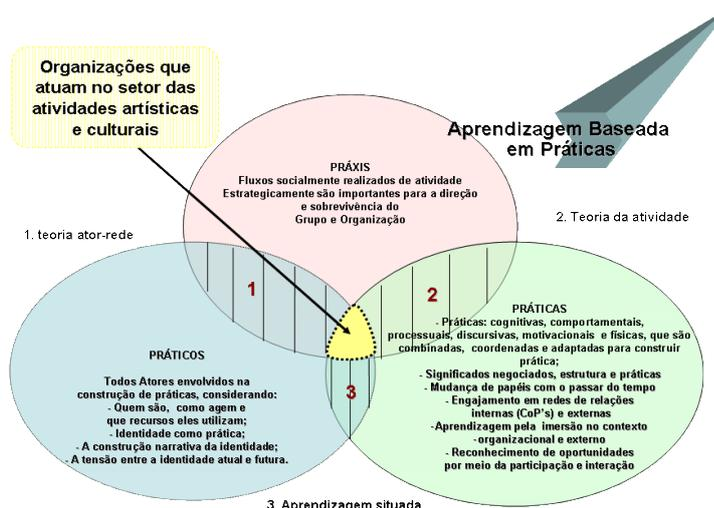 Organizações que
atuam no setor das
atividades artísticas
e culturais
Aprendizagem Baseada
em Práticas
PRÁXIS
Fluxos socialmente realizados de atividade
Estrategicamente são importantes para a direção
e sobrevivência do
Grupo e Organização
2. Teoria da atividade
1. teoria ator-rede
1
2
3
PRÁTICOS
Todos Atores envolvidos na
construção de práticas, considerando:
- Quem são, como agem e
que recursos eles utilizam;
- Identidade como prática;
- A construção narrativa da identidade;
- A tensão entre a identidade atual e futura.
PRÁTICAS
- Práticas: cognitivas, comportamentais,
processuais, discursivas, motivacionais e físicas, que são
combinadas, coordenadas e adaptadas para construir
prática;
- Significados negociados, estrutura e práticas
- Mudança de papéis com o passar do tempo
- Engajamento em redes de relações
internas (CoP's) e externas
-Aprendizagem pela imersão no contexto
-organizacional e externo
- Reconhecimento de oportunidades
por meio da participação e interação
3. Aprendizagem situada